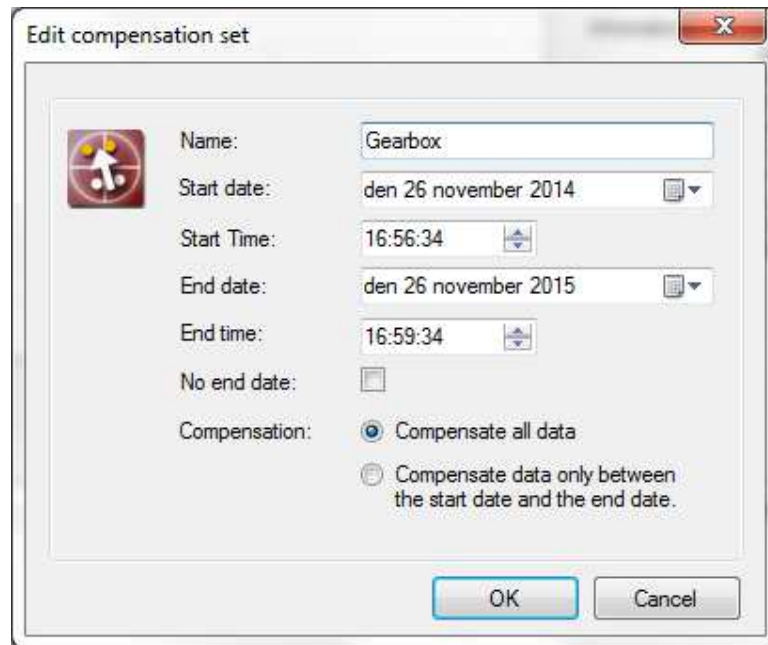 Edit compensation set
Name: Gearbox
Start date: den 26 november 2014
Start Time: 16:56:34
End date: den 26 november 2015
End time: 16:59:34
No end date:
Compensation: Compensate all data
Compensate data only between
the start date and the end date.
OK Cancel